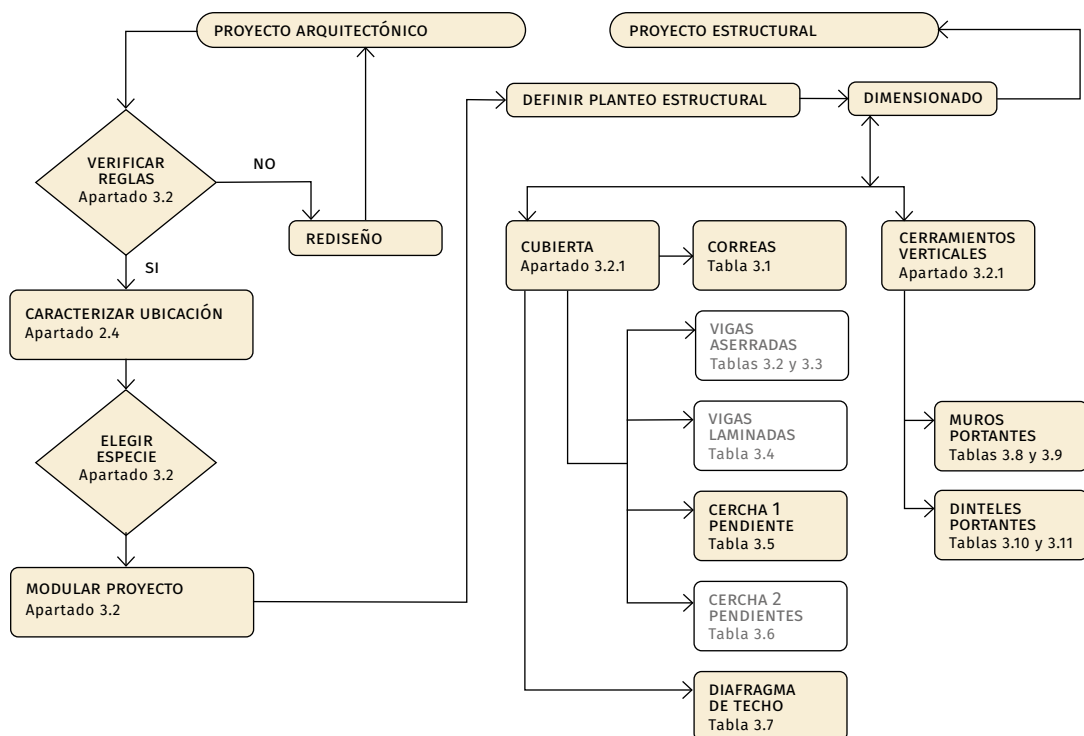 PROYECTO ARQUITECTÓNICO
PROYECTO ESTRUCTURAL
DEFINIR PLANTEO ESTRUCTURAL
DIMENSIONADO
VERIFICAR
REGLAS
Apartado 3.2
NO
REDISEÑO
SI
CARACTERIZAR UBICACIÓN
Apartado 2.4
ELEGIR
ESPECIE
Apartado 3.2
MODULAR PROYECTO
Apartado 3.2
CUBIERTA
Apartado 3.2.1
CORREAS
Tabla 3.1
CERRAMIENTOS
VERTICALES
Apartado 3.2.1
VIGAS
ASERRADAS
Tablas 3.2 y 3.3
VIGAS
LAMINADAS
Tabla 3.4
CERCHA 1
PENDIENTE
Tabla 3.5
CERCHA 2
PENDIENTES
Tabla 3.6
DIAFRAGMA
DE TECHO
Tabla 3.7
MUROS
PORTANTES
Tablas 3.8 y 3.9
DINTELES
PORTANTES
Tablas 3.10 y 3.11